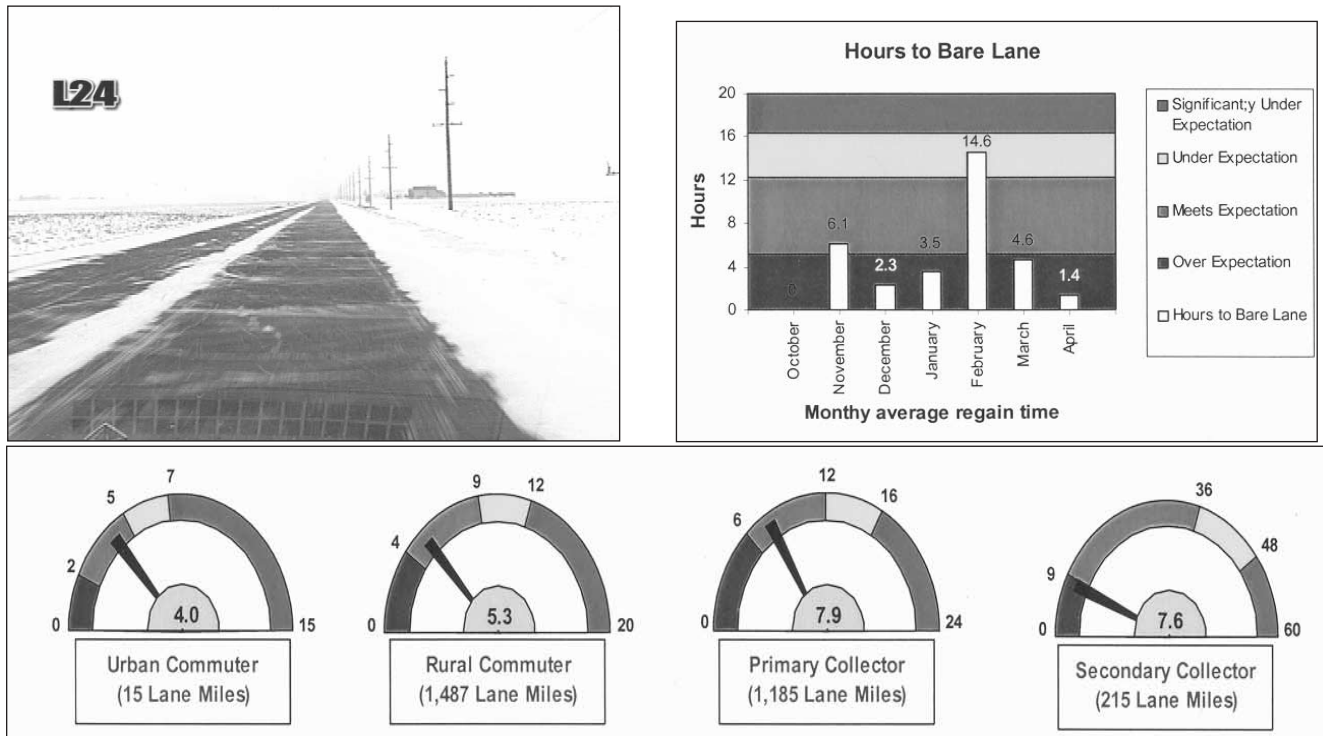 L24
Hours to Bare Lane
20
16
12
8
4
0
Hours
0
6.1
2.3
3.5
14.6
4.6
1.4
October
November
December
January
February
March
April
Monthy average regain time
Significant;y Under
Expectation
Under Expectation
Meets Expectation
Over Expectation
Hours to Bare Lane
0
2
5
7
15
4.0
Urban Commuter
(15 Lane Miles)
0
4
9
12
20
5.3
Rural Commuter
(1,487 Lane Miles)
0
6
12
16
24
7.9
Primary Collector
(1,185 Lane Miles)
0
9
36
48
60
7.6
Secondary Collector
(215 Lane Miles)